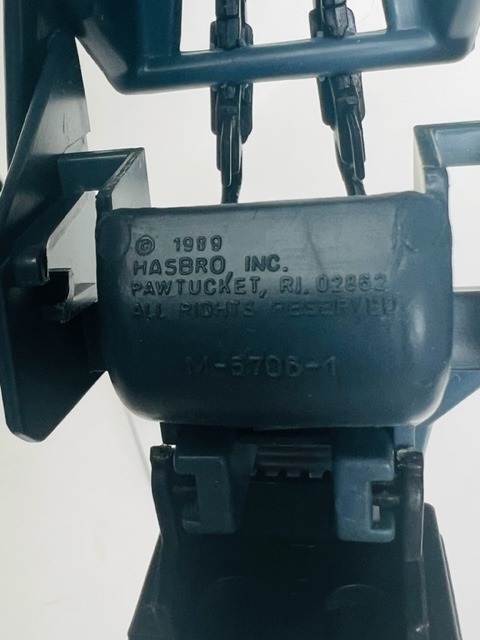 © 1989
HASBRO, INC.
PAWTUCKET, RI. 02862
ALL RIGHTS RESERVED
M-6706-1